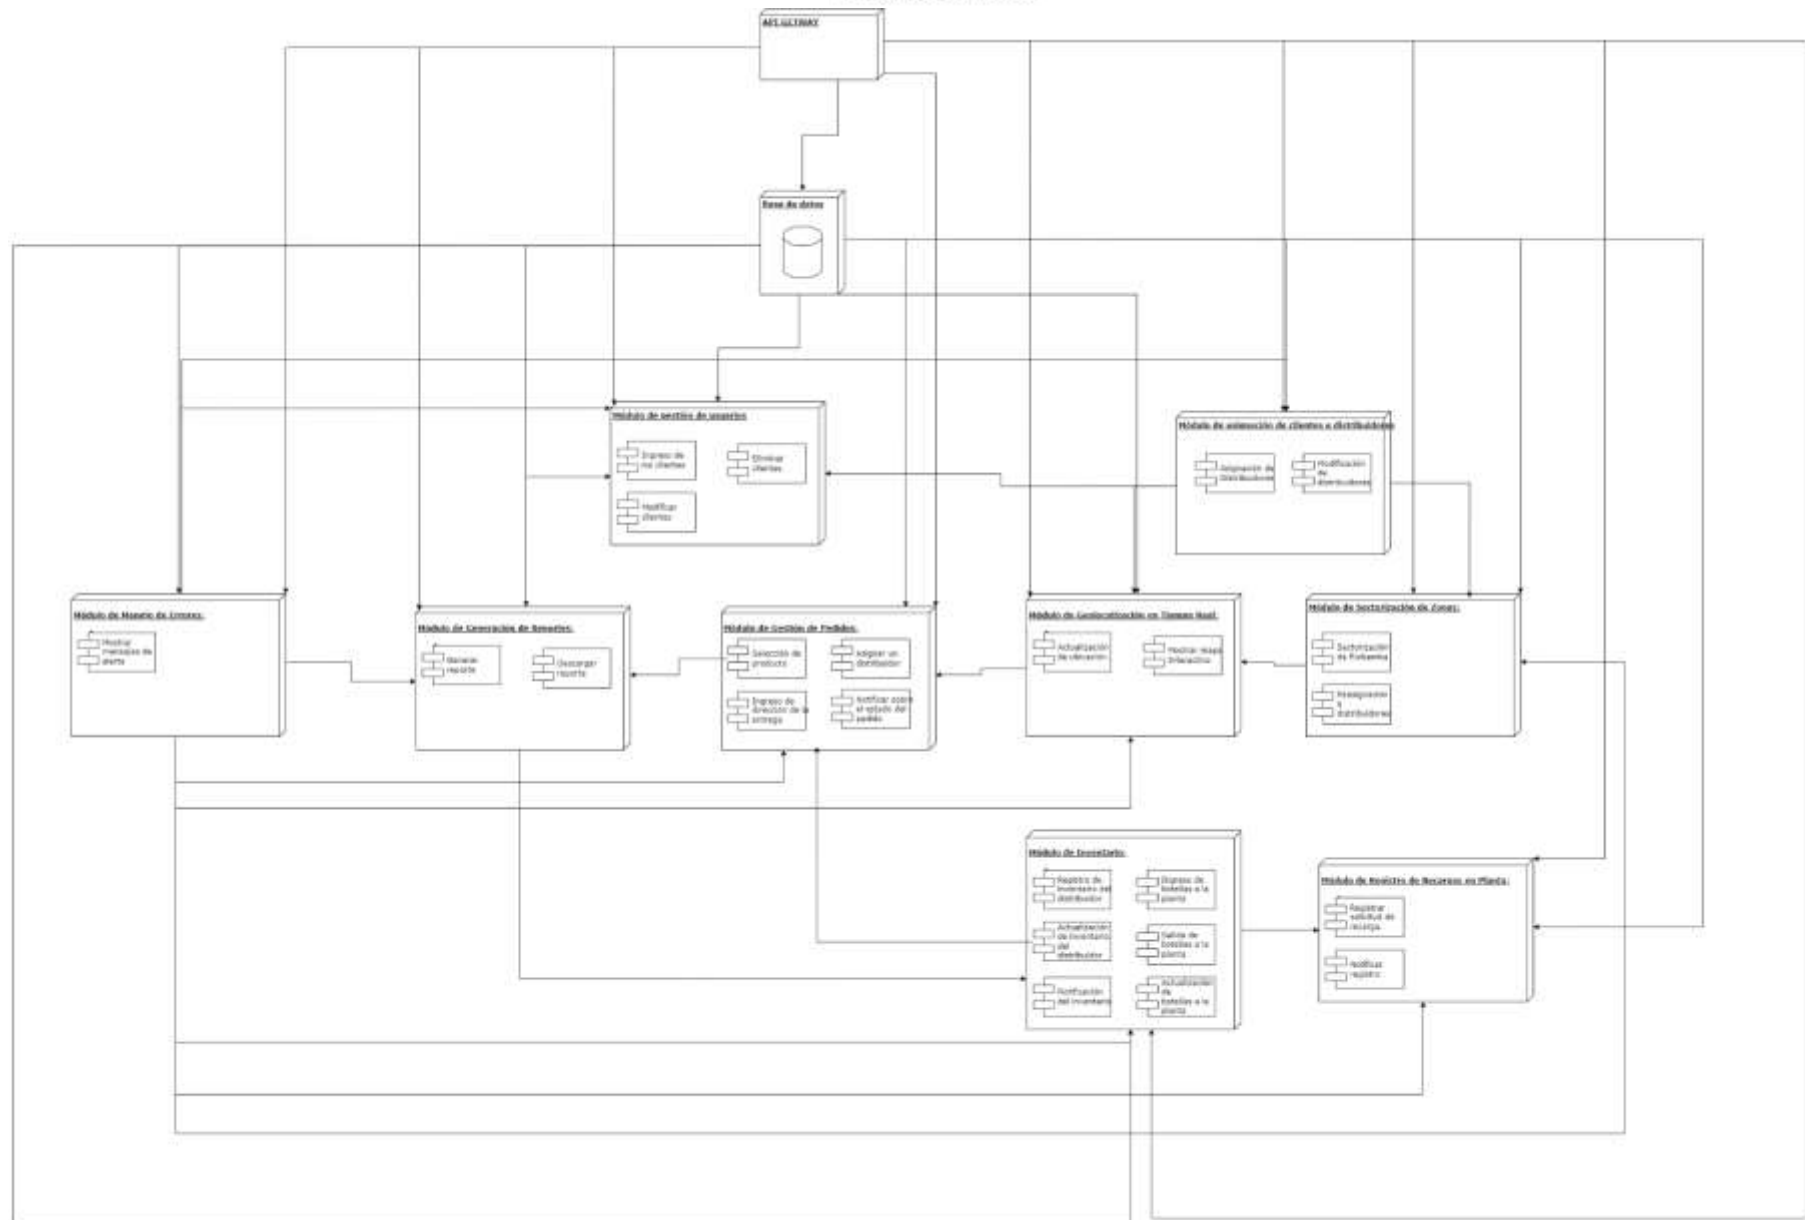 API GETWAY
Base de datos
Módulo de gestión de usuarios
Ingreso de
los clientes
Eliminar
clientes
Modificar
clientes
Módulo de asignación de clientes a distribuidores
Asignación de
Distribuidores
Modificación
de
distribuidores
Módulo de Manejo de Errores:
Mostrar
mensajes de
alerta
Módulo de Generación de Reportes:
Generar
reporte
Descargar
reporte
Módulo de Gestión de Pedidos:
Selección de
producto
Asignar un
distribuidor
Ingreso de
dirección de la
entrega
Notificar sobre
el estado del
pedido
Módulo de Geolocalización en Tiempo Real:
Actualización
de ubicación
Mostrar mapa
interactivo
Módulo de Sectorización de Zonas:
Sectorización
de
Reasignación
a
distribuidores
Módulo de Inventario:
Registro de
inventario del
distribuidor
Ingreso de
botellas a la
planta
Actualización
de inventario
del
distribuidor
Salida de
botellas a la
planta
Notificación
del inventario
Actualización
de
botellas a la
planta
Módulo de Registro de Recargas en Planta:
Registrar
solicitud de
recarga
registro